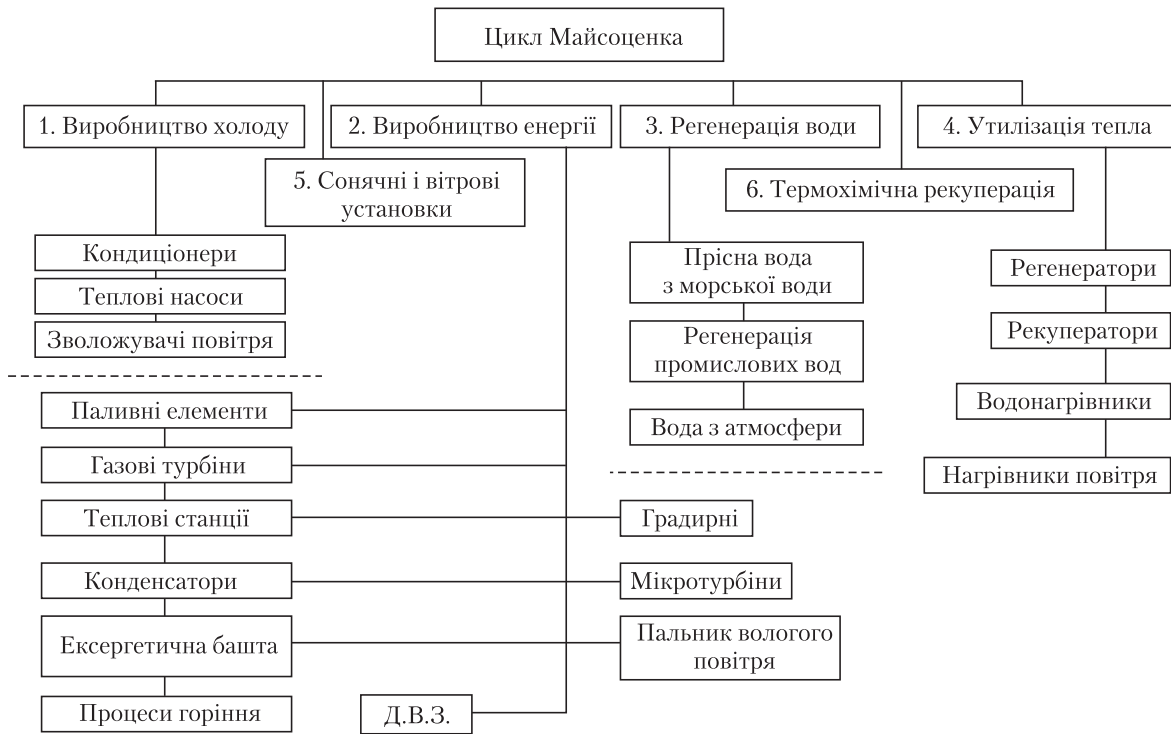 Цикл Майсоценка
1. Виробництво холоду
2. Виробництво енергії
3. Регенерація води
4. Утилізація тепла
5. Сонячні і вітрові
установки
6. Термохімічна рекуперація
Кондиціонери
Теплові насоси
Зволожувачі повітря
Прісна вода
з морської води
Регенерація
промислових вод
Вода з атмосфери
Регенератори
Рекуператори
Водонагрівники
Нагрівники повітря
Паливні елементи
Газові турбіни
Теплові станції
Конденсатори
Ексергетична башта
Процеси горіння
Градирні
Мікротурбіни
Пальник вологого
повітря
Д.В.З.